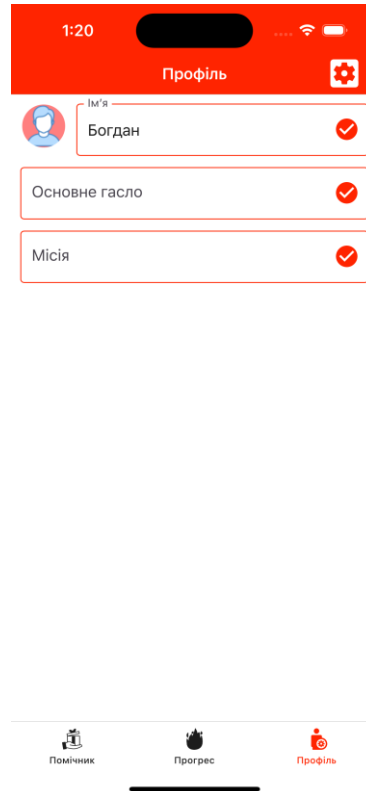 1:20
Профіль
Ім'я
Богдан
Основне гасло
Місія
Помічник
Прогрес
Профіль